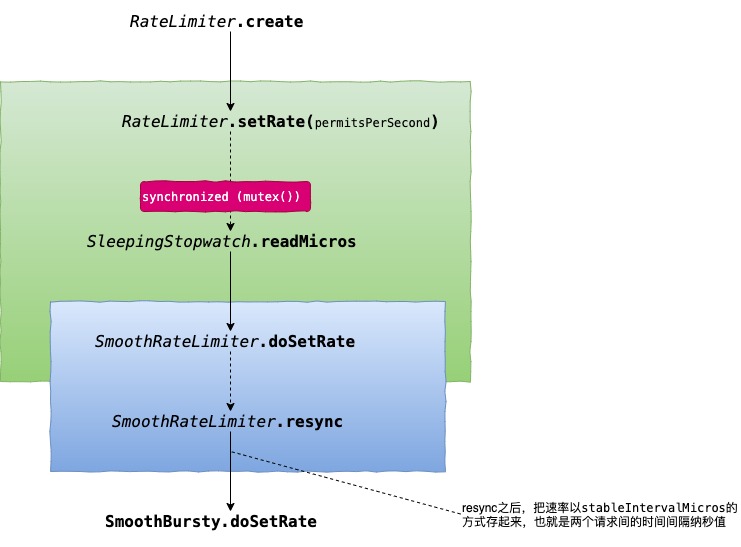 RateLimiter.create
RateLimiter.setRate(permitsPerSecond)
synchronized (mutex())
SleepingStopwatch.readMicros
SmoothRateLimiter.doSetRate
SmoothRateLimiter.resync
resync之后，把速率以stableIntervalMicros的
方式存起来，也就是两个请求间的时间间隔纳秒值
SmoothBursty.doSetRate